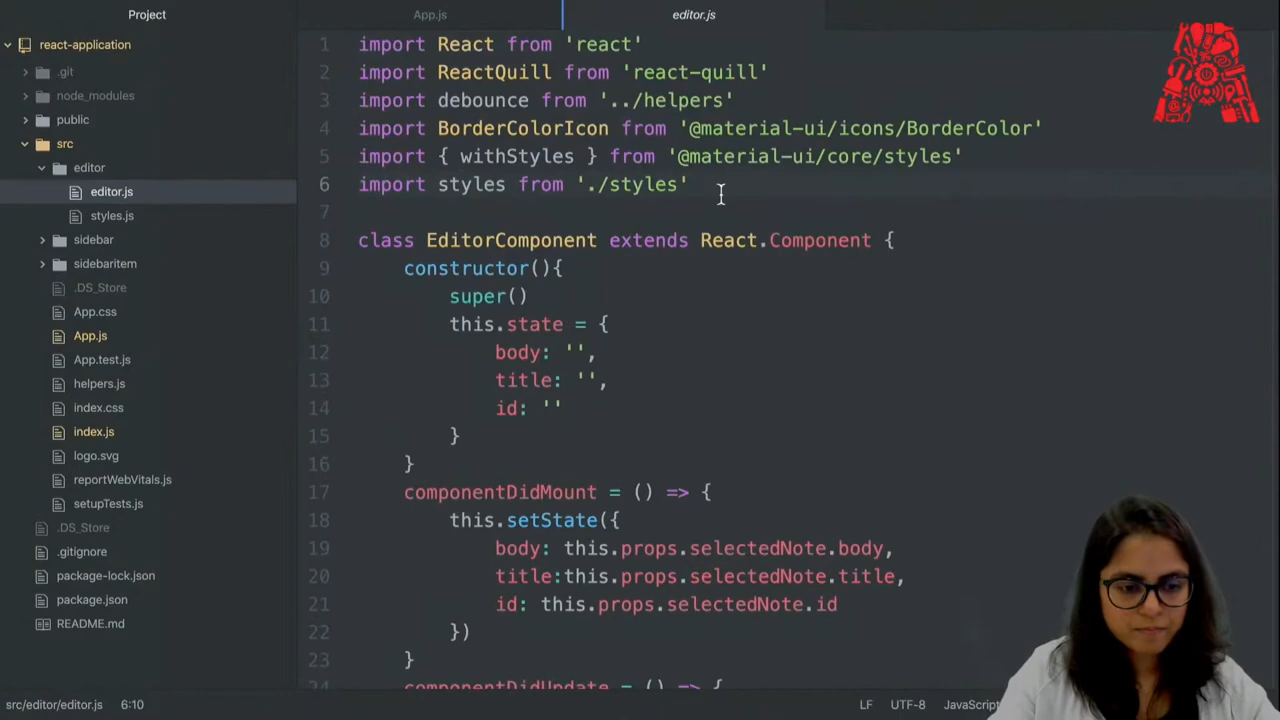 Project
App.js
editor.js
react-application
.git
node_modules
public
src
editor
editor.js
styles.js
sidebar
sidebaritem
.DS_Store
App.css
App.js
App.test.js
helpers.js
index.css
index.js
logo.svg
reportWebVitals.js
setupTests.js
.DS_Store
.gitignore
package-lock.json
package.json
README.md
1 import React from 'react'
2 import ReactQuill from 'react-quill'
3 import debounce from '../helpers'
4 import BorderColorIcon from '@material-ui/icons/BorderColor'
5 import { withStyles } from '@material-ui/core/styles'
6 import styles from './styles'
7
8 class EditorComponent extends React.Component {
9 constructor(){
10 super()
11 this.state = {
12 body: '',
13 title: '',
14 id: ''
15 }
16 }
17 componentDidMount = () => {
18 this.setState({
19 body: this.props.selectedNote.body,
20 title:this.props.selectedNote.title,
21 id: this.props.selectedNote.id
22 })
23 }
24 componentDidUpdate = () => {
src/editor/editor.js 6:10 LF UTF-8 JavaScript